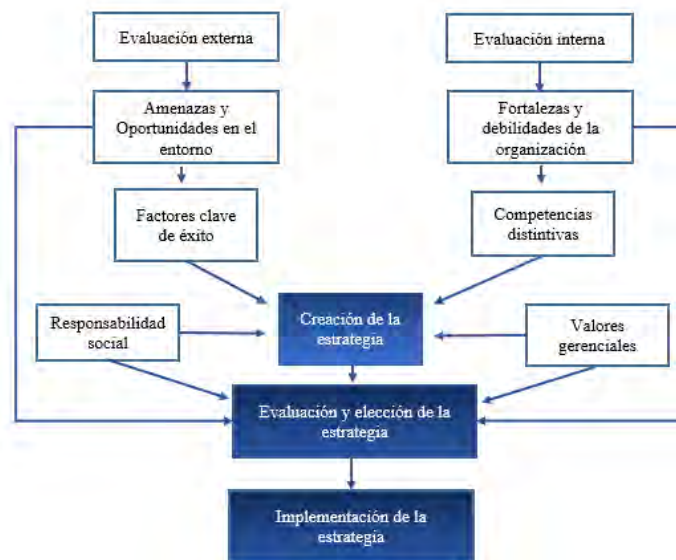 Evaluación externa
Evaluación interna
Amenazas y
Oportunidades en el
entorno
Fortalezas y
debilidades de la
organización
Factores clave
de éxito
Competencias
distintivas
Responsabilidad
social
Creación de la
estrategia
Valores
gerenciales
Evaluación y elección de la
estrategia
Implementación de la
estrategia